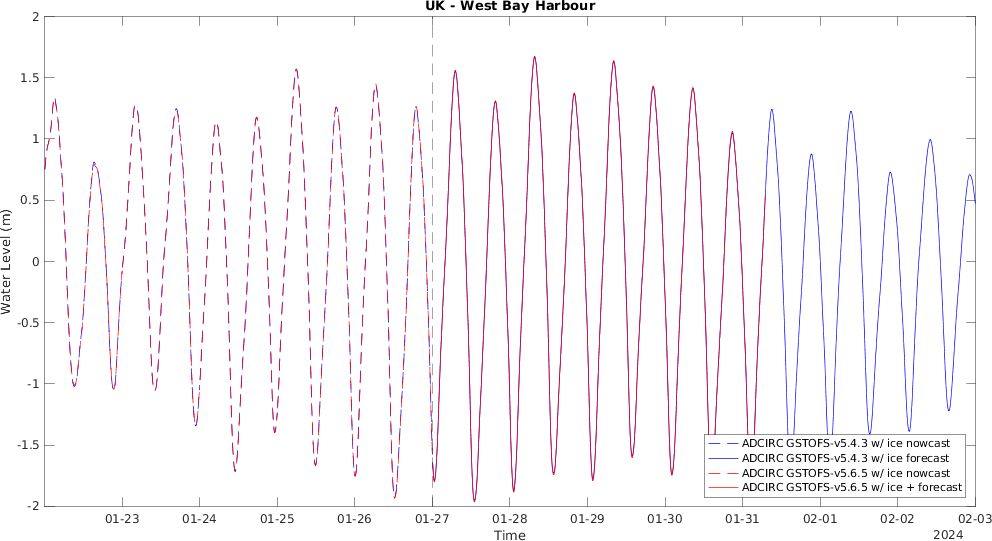 UK - West Bay Harbour
2
1.5
1
0.5
0
-0.5
-1
-1.5
-2
Water Level (m)
ADCIRC GSTOFS-v5.4.3 w/ ice nowcast
ADCIRC GSTOFS-v5.4.3 w/ ice forecast
ADCIRC GSTOFS-v5.6.5 w/ ice nowcast
ADCIRC GSTOFS-v5.6.5 w/ ice + forecast
01-23 01-24 01-25 01-26 01-27 01-28 01-29 01-30 01-31 02-01 02-02 02-03
Time
2024